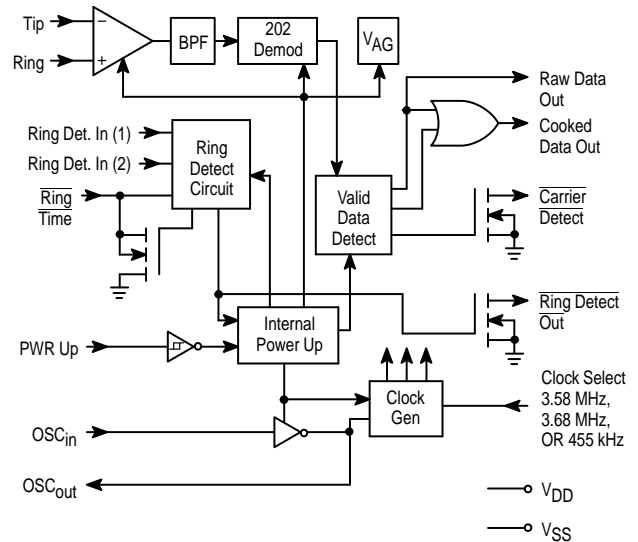 Tip
Ring
−
+
BPF
202
Demod
VAG
Raw Data
Out
Cooked
Data Out
Ring Det. In (1)
Ring Det. In (2)
Ring
Time
Ring
Detect
Circuit
Valid
Data
Detect
Carrier
Detect
Ring Detect
Out
PWR Up
Internal
Power Up
Clock
Gen
Clock Select
3.58 MHz,
3.68 MHz,
OR 455 kHz
OSCin
OSCout
VDD
VSS